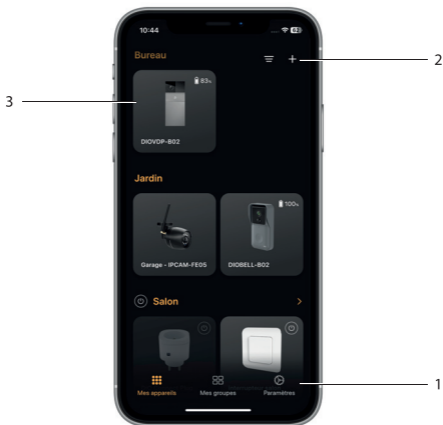 10:44
Bureau
2
83%
3
DIOVDP-B02
Jardin
100%
Garage - IPCAM-FE05 DIOBELL-B02
Salon
Mes appareils Mes groupes Paramètres
1